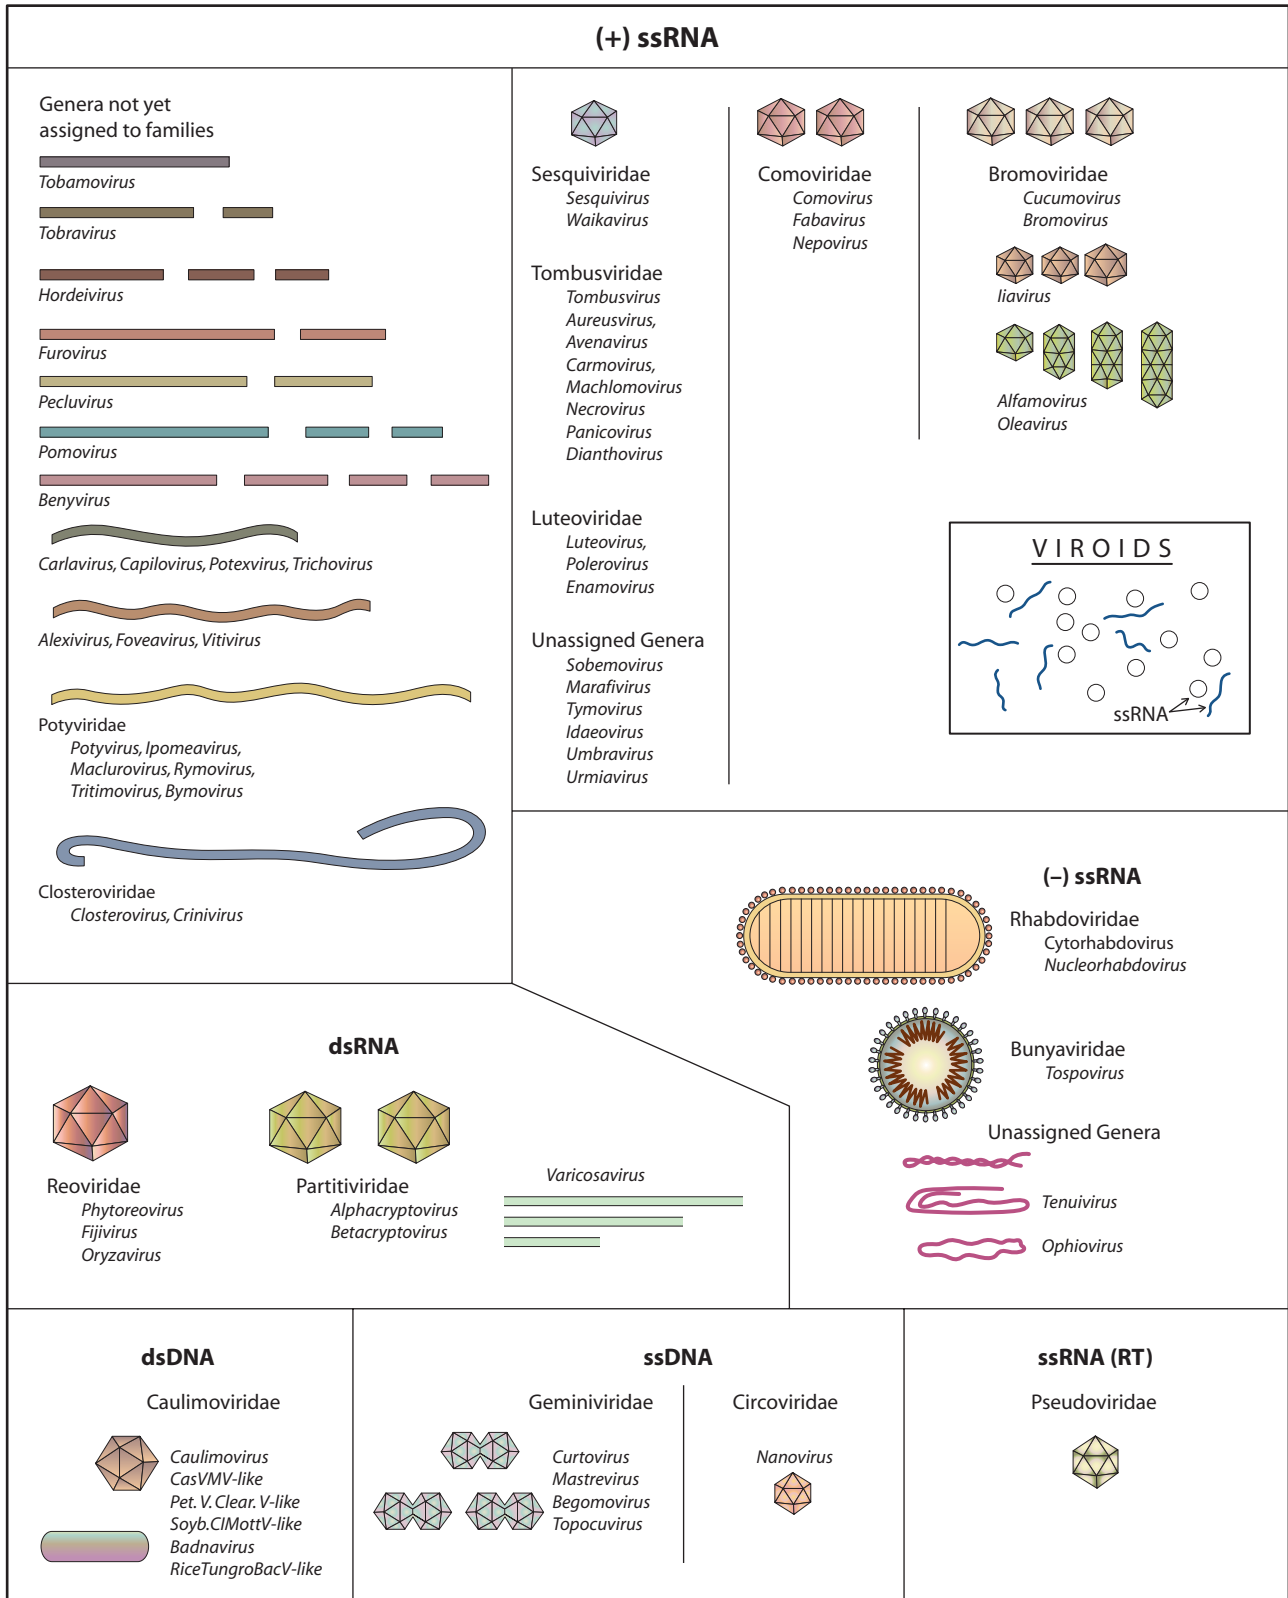 (+) ssRNA
Genera not yet
assigned to families
Tobamovirus
Tobravirus
Hordeivirus
Furovirus
Pecluvirus
Pomovirus
Benyvirus
Carlavirus, Capilovirus, Potexvirus, Trichovirus
Alexivirus, Foveavirus, Vitivirus
Potyviridae
Potyvirus, Ipomeavirus,
Maclurovirus, Rymovirus,
Tritimovirus, Bymovirus
Closteroviridae
Closterovirus, Crinivirus
Sesquiviridae
Sesquivirus
Waikavirus
Tombusviridae
Tombusvirus
Aureusvirus,
Avenavirus
Carmovirus,
Machlomovirus
Necrovirus
Panicovirus
Dianthovirus
Luteoviridae
Luteovirus,
Polerovirus
Enamovirus
Unassigned Genera
Sobemovirus
Marafivirus
Tymovirus
Idaeovirus
Umbravirus
Urmiavirus
Comoviridae
Comovirus
Fabavirus
Nepovirus
Bromoviridae
Cucumovirus
Bromovirus
Iiavirus
Alfamovirus
Oleavirus
VIROIDS
ssRNA
(–) ssRNA
Rhabdoviridae
Cytorhabdovirus
Nucleorhabdovirus
Bunyaviridae
Tospovirus
Unassigned Genera
Tenuivirus
Ophiovirus
dsRNA
Reoviridae
Phytoreovirus
Fijivirus
Oryzavirus
Partitiviridae
Alphacryptovirus
Betacryptovirus
Varicosavirus
dsDNA
Caulimoviridae
Caulimovirus
CasVMV-like
Pet. V. Clear. V-like
Soyb.ClMottV-like
Badnavirus
RiceTungroBacV-like
ssDNA
Geminiviridae
Curtovirus
Mastrevirus
Begomovirus
Topocuvirus
Circoviridae
Nanovirus
ssRNA (RT)
Pseudoviridae